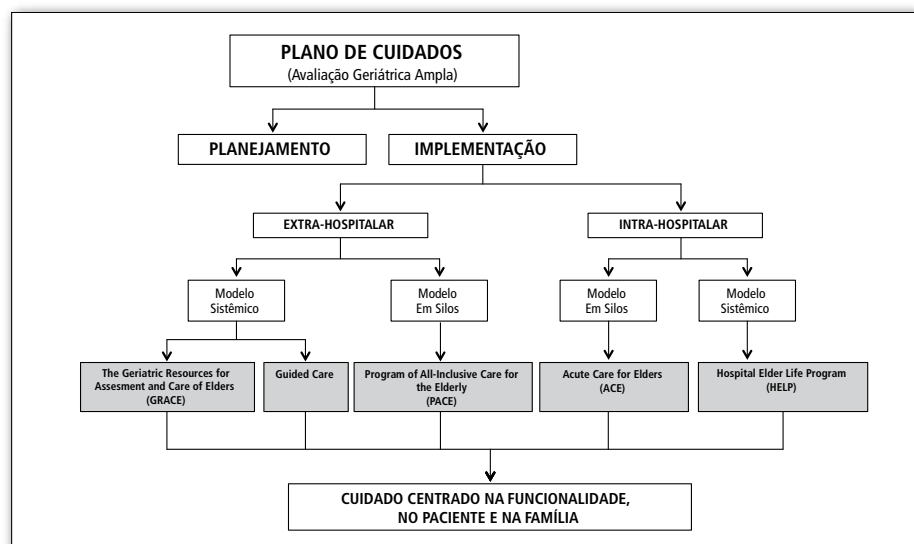 PLANO DE CUIDADOS
(Avaliação Geriátrica Ampla)
PLANEJAMENTO
IMPLEMENTAÇÃO
EXTRA-HOSPITALAR
INTRA-HOSPITALAR
Modelo
Sistêmico
Modelo
Em Silos
Modelo
Em Silos
Modelo
Sistêmico
The Geriatric Resources for
Assesment and Care of Elders
(GRACE)
Guided Care
Program of All-Inclusive Care for
the Elderly
(PACE)
Acute Care for Elders
(ACE)
Hospital Elder Life Program
(HELP)
CUIDADO CENTRADO NA FUNCIONALIDADE,
NO PACIENTE E NA FAMÍLIA